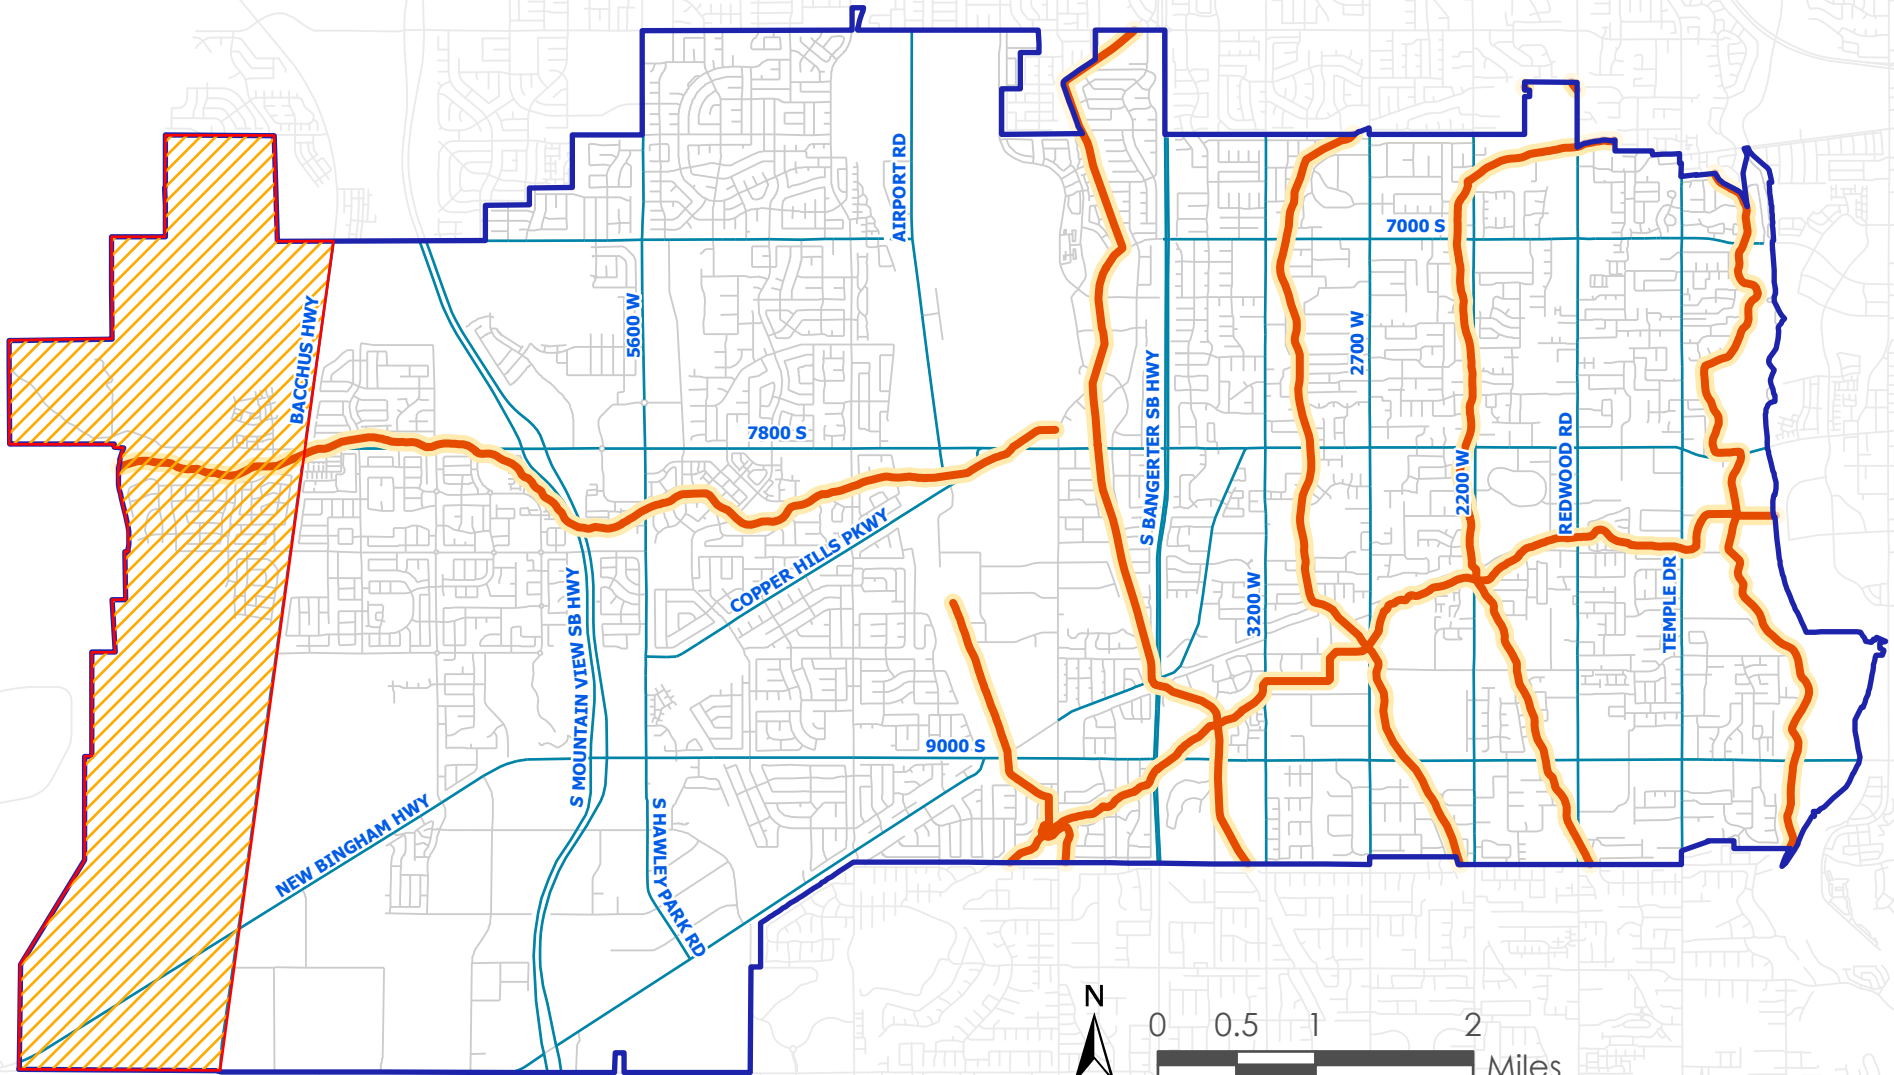 AIRPORT RD
7000 S
BACCHUS HWY
5600 W
2700 W
S BANGERTER SB HWY
7800 S
2200 W
REDWOOD RD
COPPER HILLS PKWY
S MOUNTAIN VIEW SB HWY
3200 W
TEMPLE DR
9000 S
NEW BINGHAM HWY
S HAWLEY PARK RD
N
0 0.5 1 2
Miles